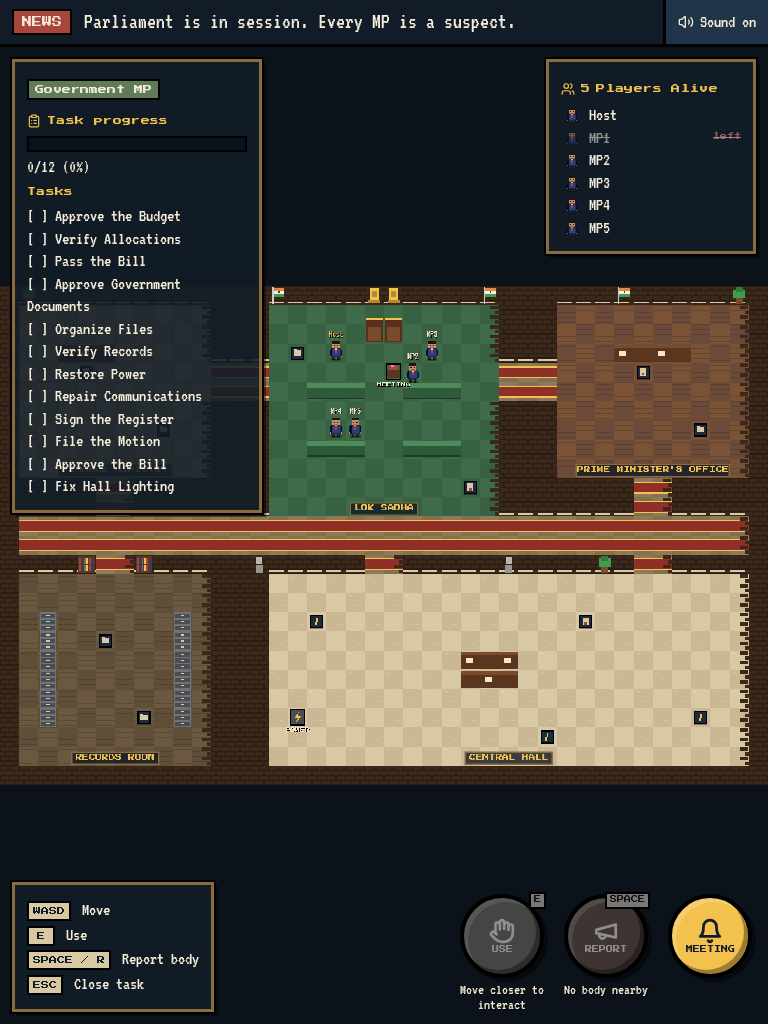 NEWS Parliament is in session. Every MP is a suspect. Sound on
Government MP
Task progress
0/12 (0%)
Tasks
[ ] Approve the Budget
[ ] Verify Allocations
[ ] Pass the Bill
[ ] Approve Government
Documents
[ ] Organize Files
[ ] Verify Records
[ ] Restore Power
[ ] Repair Communications
[ ] Sign the Register
[ ] File the Motion
[ ] Approve the Bill
[ ] Fix Hall Lighting
5 Players Alive
Host
MP1 left
MP2
MP3
MP4
MP5
Host
MP3
MP2
MEETING
MP4 MP5
PRIME MINISTER'S OFFICE
LOK SABHA
POWER
RECORDS ROOM
CENTRAL HALL
WASD Move
E Use
SPACE / R Report body
ESC Close task
E
USE
Move closer to
interact
SPACE
REPORT
No body nearby
MEETING